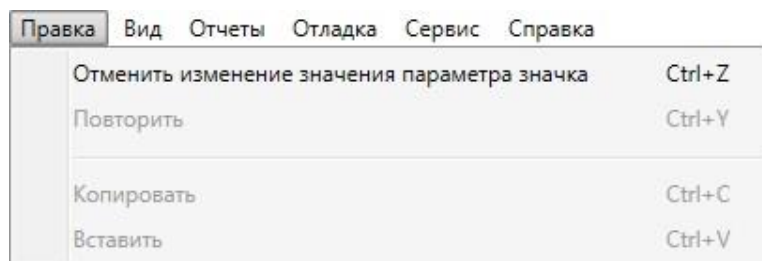 Правка Вид Отчеты Отладка Сервис Справка
Отменить изменение значения параметра значка Ctrl+Z
Повторить Ctrl+Y
Копировать Ctrl+C
Вставить Ctrl+V